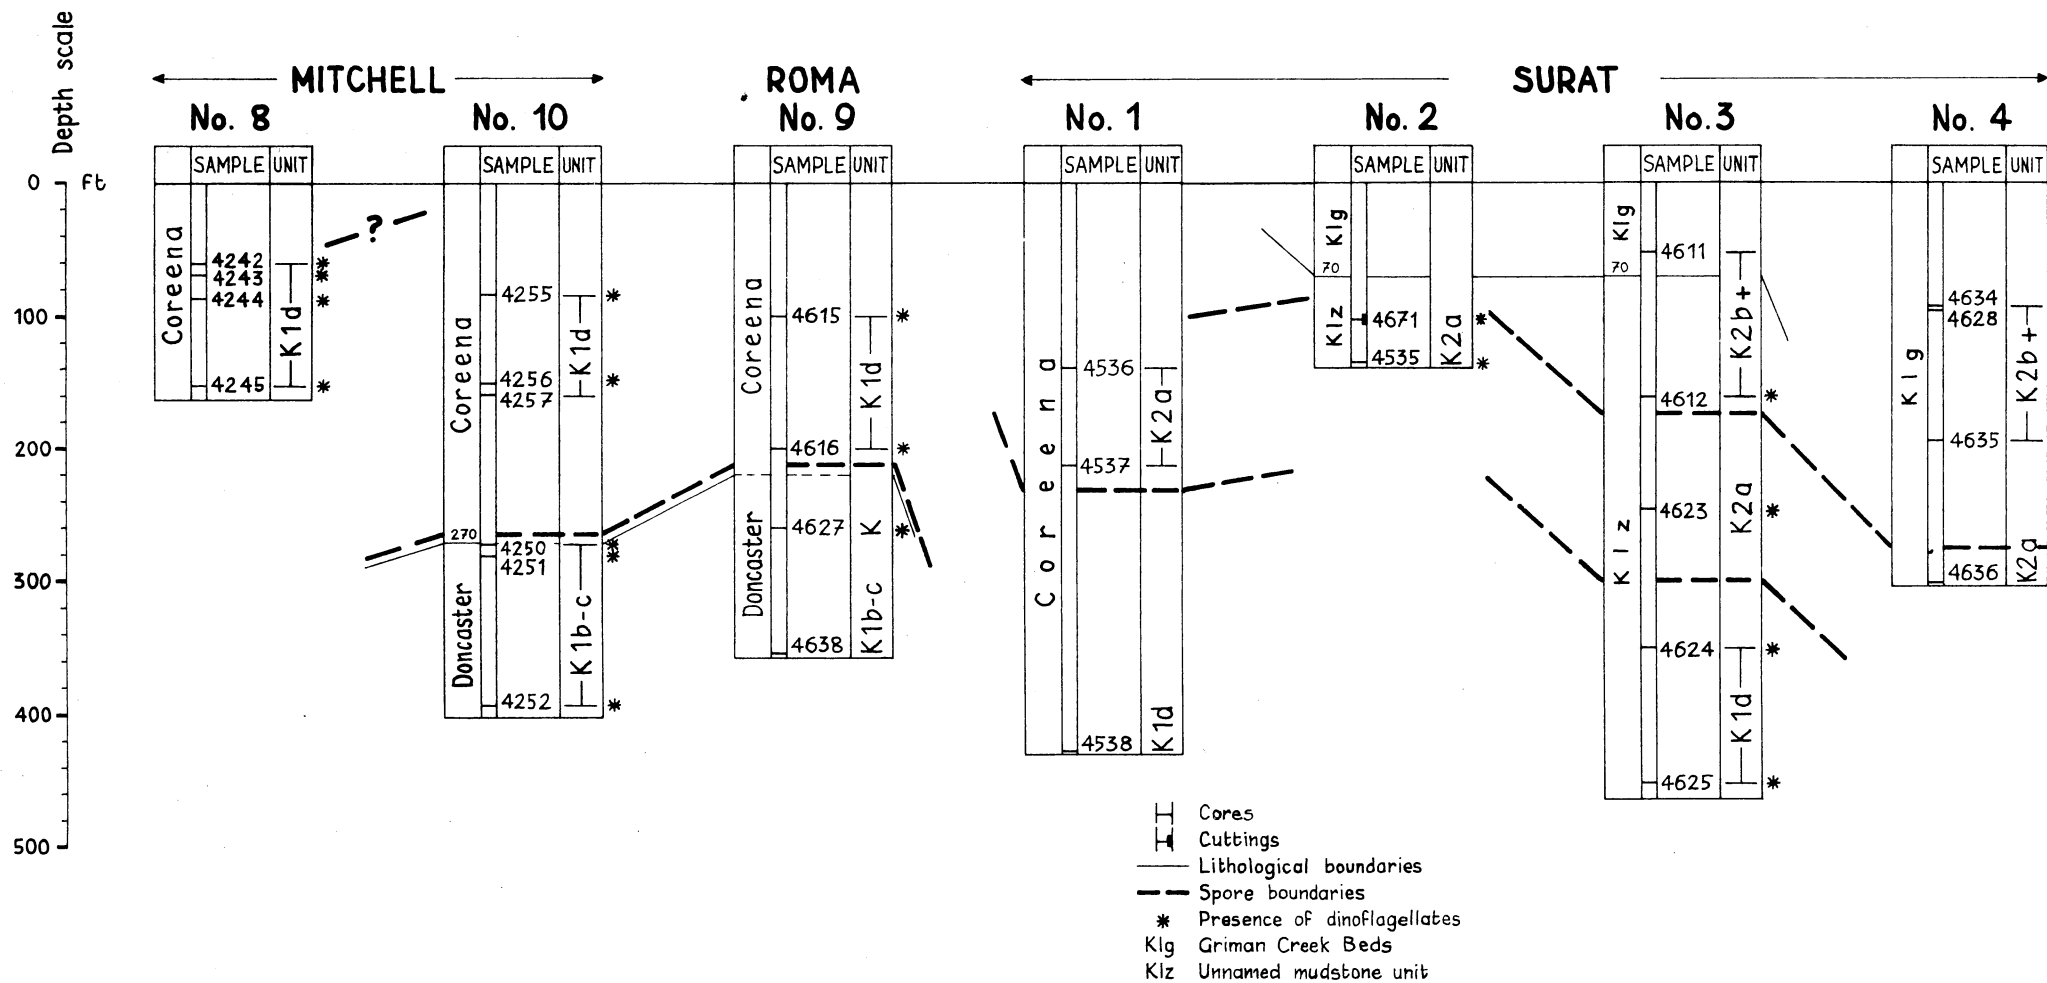 Depth scale
MITCHELL ROMA SURAT
No. 8 No. 10 No. 9 No. 1 No. 2 No. 3 No. 4
SAMPLE UNIT SAMPLE UNIT SAMPLE UNIT SAMPLE UNIT SAMPLE UNIT SAMPLE UNIT SAMPLE UNIT
0 Ft
100
200
300
400
500
Coreena
4242
4243
4244
4245
K1d
*
*
*
*
?
Coreena
270
Doncaster
4255
4256
4257
4250
4251
4252
K1d
K1b-c
*
*
*
*
*
Coreena
Doncaster
4615
4616
4627
4638
K1d
K
K1b-c
*
*
*
Coreena
4536
4537
4538
K2a
K1d
Klg
70
Klz
4671
4535
K2a
*
*
Klg
70
Klz
4611
4612
4623
4624
4625
K2b+
K2a
K1d
*
*
*
*
Klg
4634
4628
4635
4636
K2b+
K2a
Cores
Cuttings
Lithological boundaries
Spore boundaries
* Presence of dinoflagellates
Klg Griman Creek Beds
Klz Unnamed mudstone unit